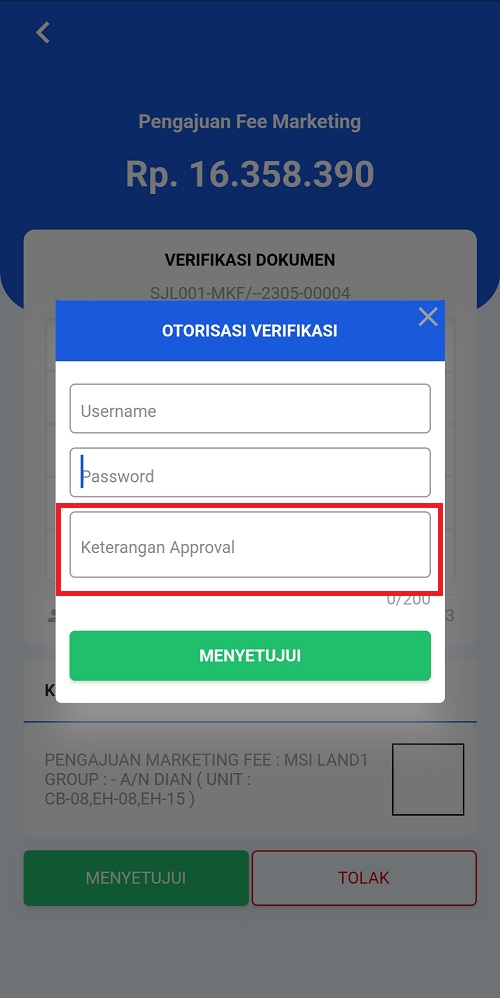 Pengajuan Fee Marketing
Rp. 16.358.390
VERIFIKASI DOKUMEN
SJL001-MKF/--2305-00004
OTORISASI VERIFIKASI
Username
Password
Keterangan Approval
0/200
3
MENYETUJUI
K
PENGAJUAN MARKETING FEE : MSI LAND1
GROUP : - A/N DIAN ( UNIT :
CB-08,EH-08,EH-15 )
MENYETUJUI
TOLAK